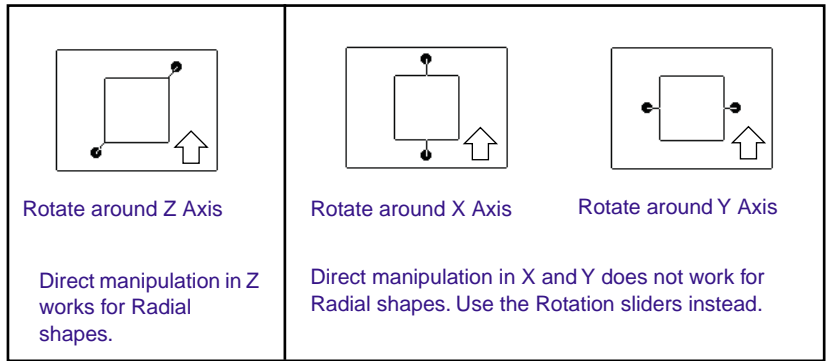 Rotate around Z Axis
Direct manipulation in Z
works for Radial
shapes.
Rotate around X Axis
Rotate around Y Axis
Direct manipulation in X and Y does not work for
Radial shapes. Use the Rotation sliders instead.